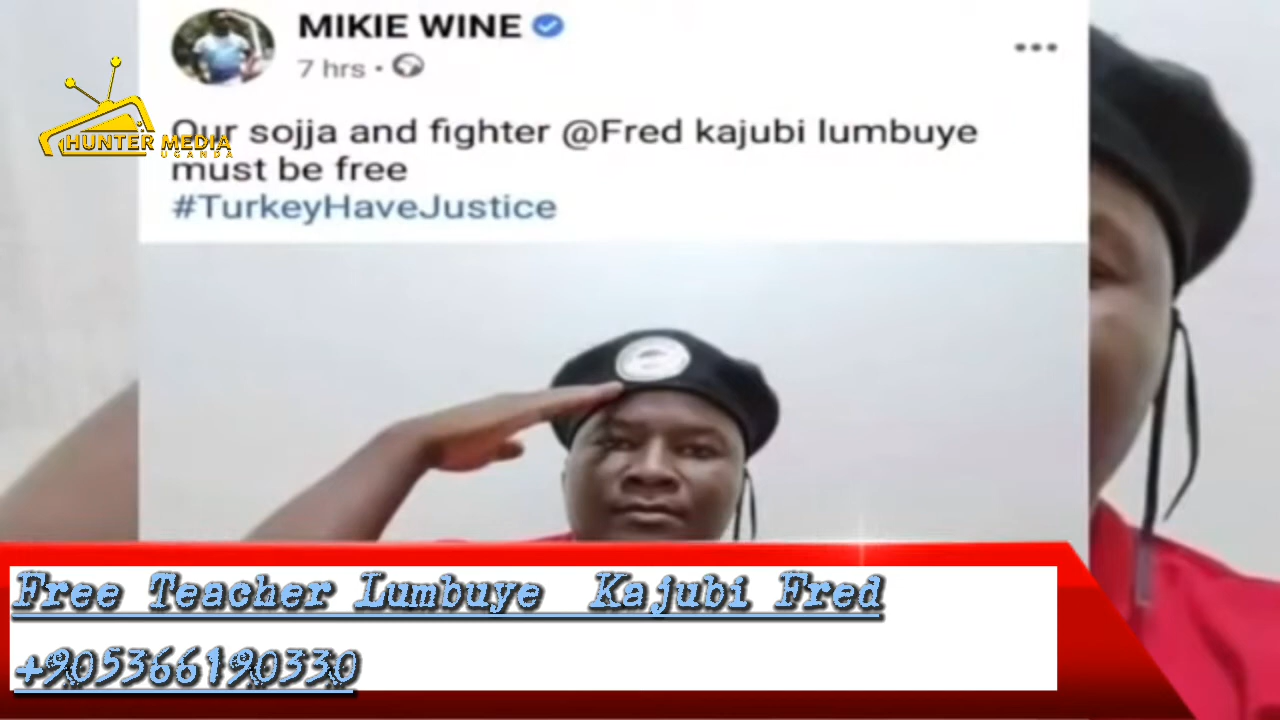 MIKIE WINE
7 hrs •
HUNTER MEDIA
UGANDA
Our sojja and fighter @Fred kajubi lumbuye
must be free
#TurkeyHaveJustice
Free Teacher Lumbuye Kajubi Fred
+905366190330